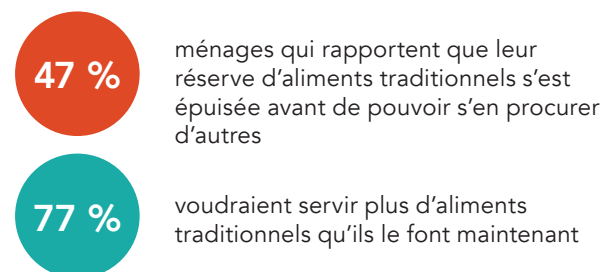 47 %
ménages qui rapportent que leur
réserve d’aliments traditionnels s’est
épuisée avant de pouvoir s’en procurer
d’autres
77 %
voudraient servir plus d’aliments
traditionnels qu’ils le font maintenant